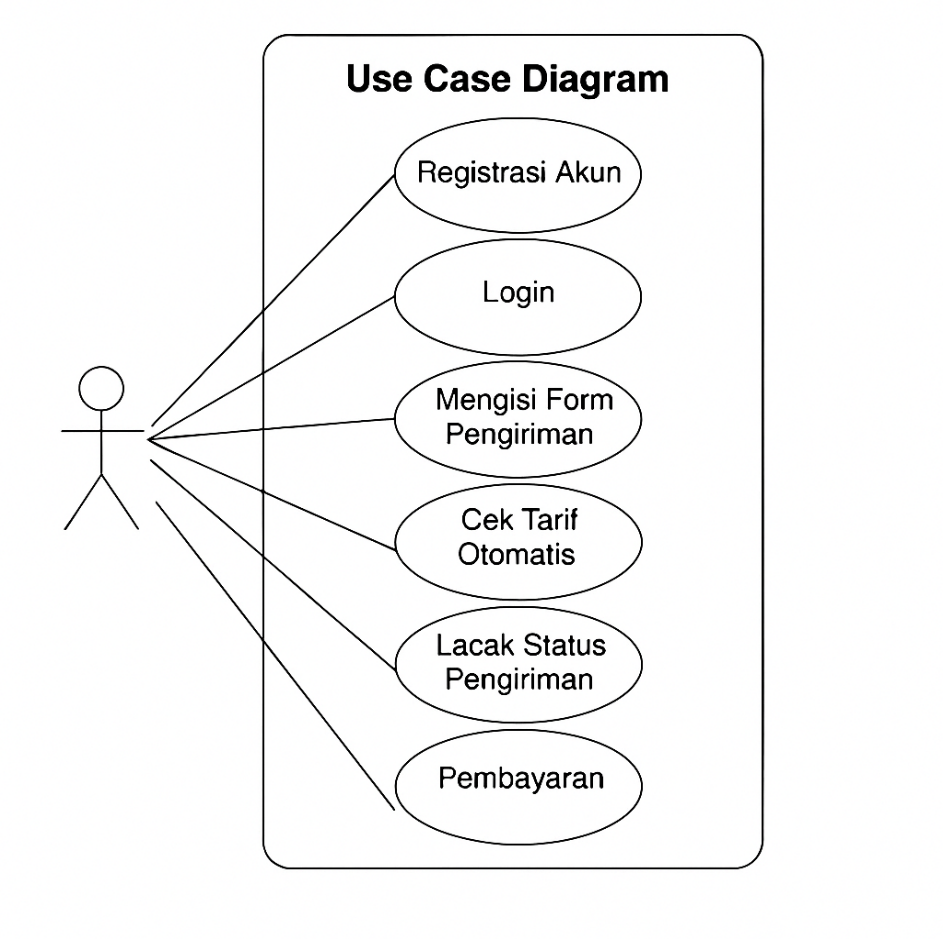 Use Case Diagram
Registrasi Akun
Login
Mengisi Form
Pengiriman
Cek Tarif
Otomatis
Lacak Status
Pengiriman
Pembayaran